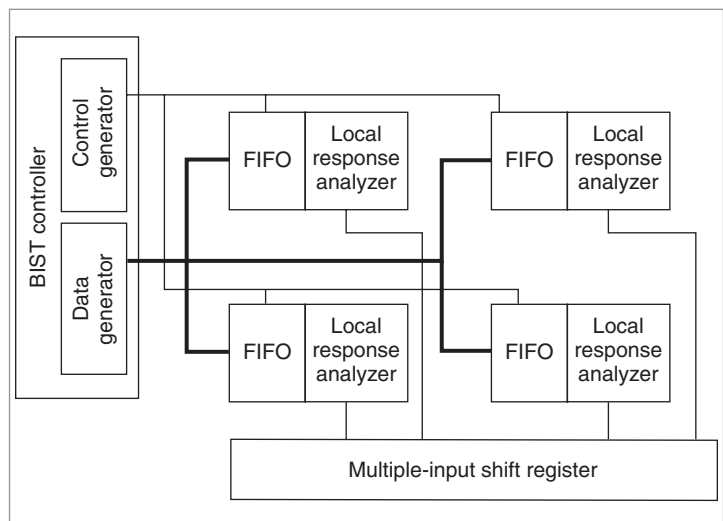 BIST controller
Control
generator
Data
generator
FIFO
Local
response
analyzer
FIFO
Local
response
analyzer
FIFO
Local
response
analyzer
FIFO
Local
response
analyzer
Multiple-input shift register